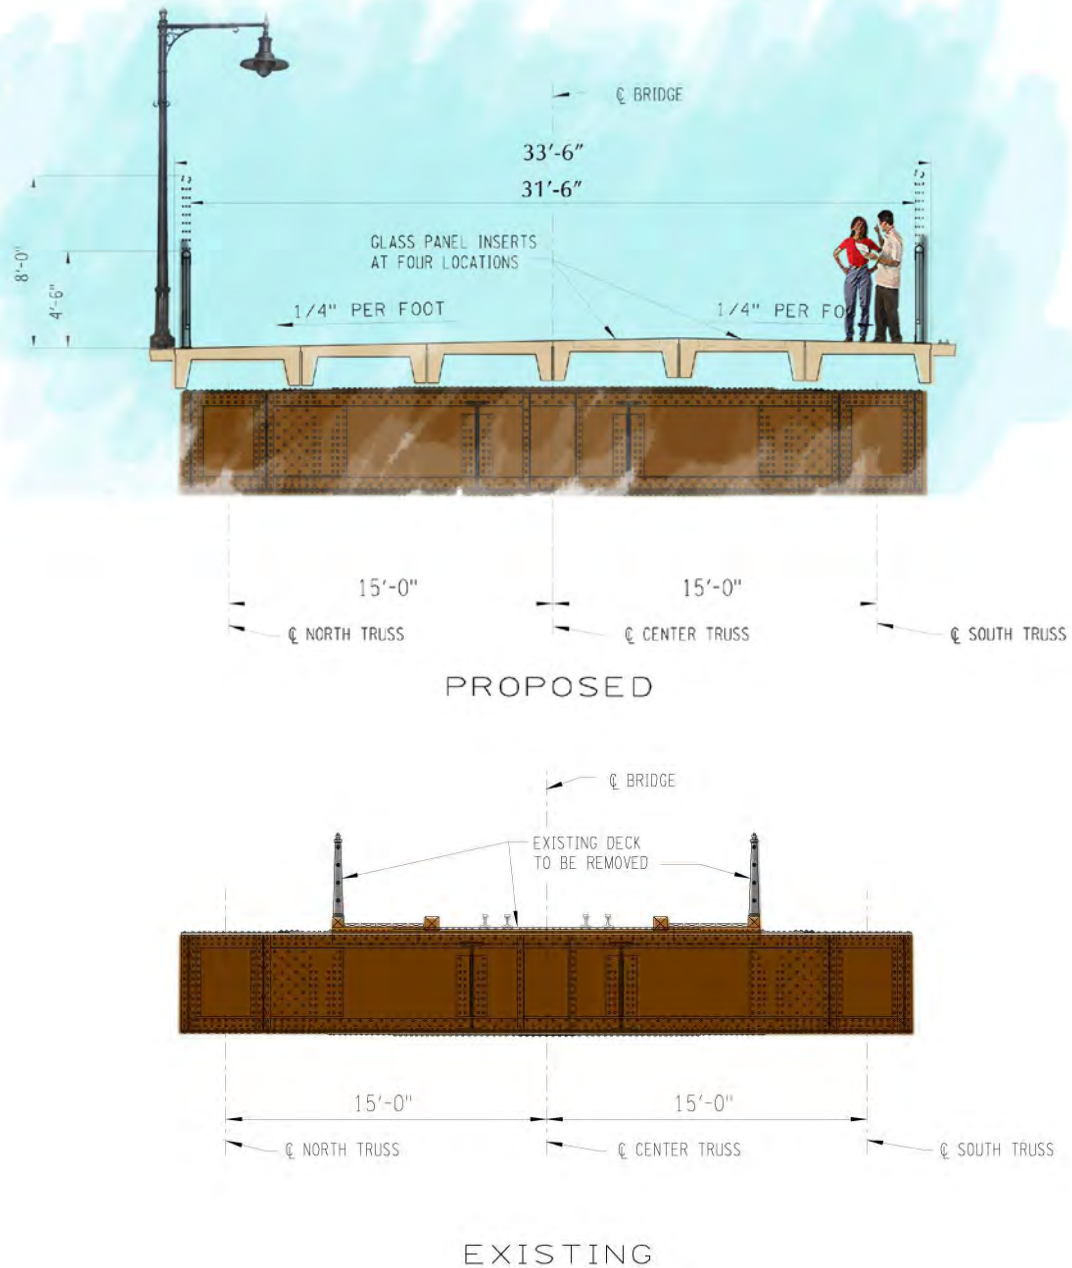 ℄ BRIDGE
33'-6"
31'-6"
GLASS PANEL INSERTS
AT FOUR LOCATIONS
8'-0"
4'-6"
1/4" PER FOOT
1/4" PER FO
15'-0"
15'-0"
℄ NORTH TRUSS
℄ CENTER TRUSS
℄ SOUTH TRUSS
PROPOSED
℄ BRIDGE
EXISTING DECK
TO BE REMOVED
15'-0"
15'-0"
℄ NORTH TRUSS
℄ CENTER TRUSS
℄ SOUTH TRUSS
EXISTING